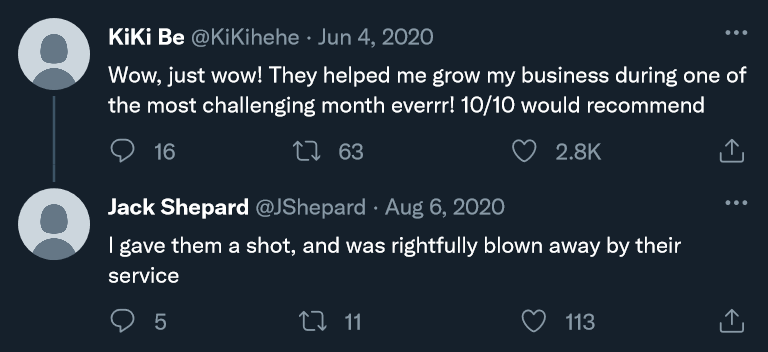 KiKi Be @KiKihehe · Jun 4, 2020
Wow, just wow! They helped me grow my business during one of
the most challenging month everrr! 10/10 would recommend
16 63 2.8K
Jack Shepard @JShepard · Aug 6, 2020
I gave them a shot, and was rightfully blown away by their
service
5 11 113